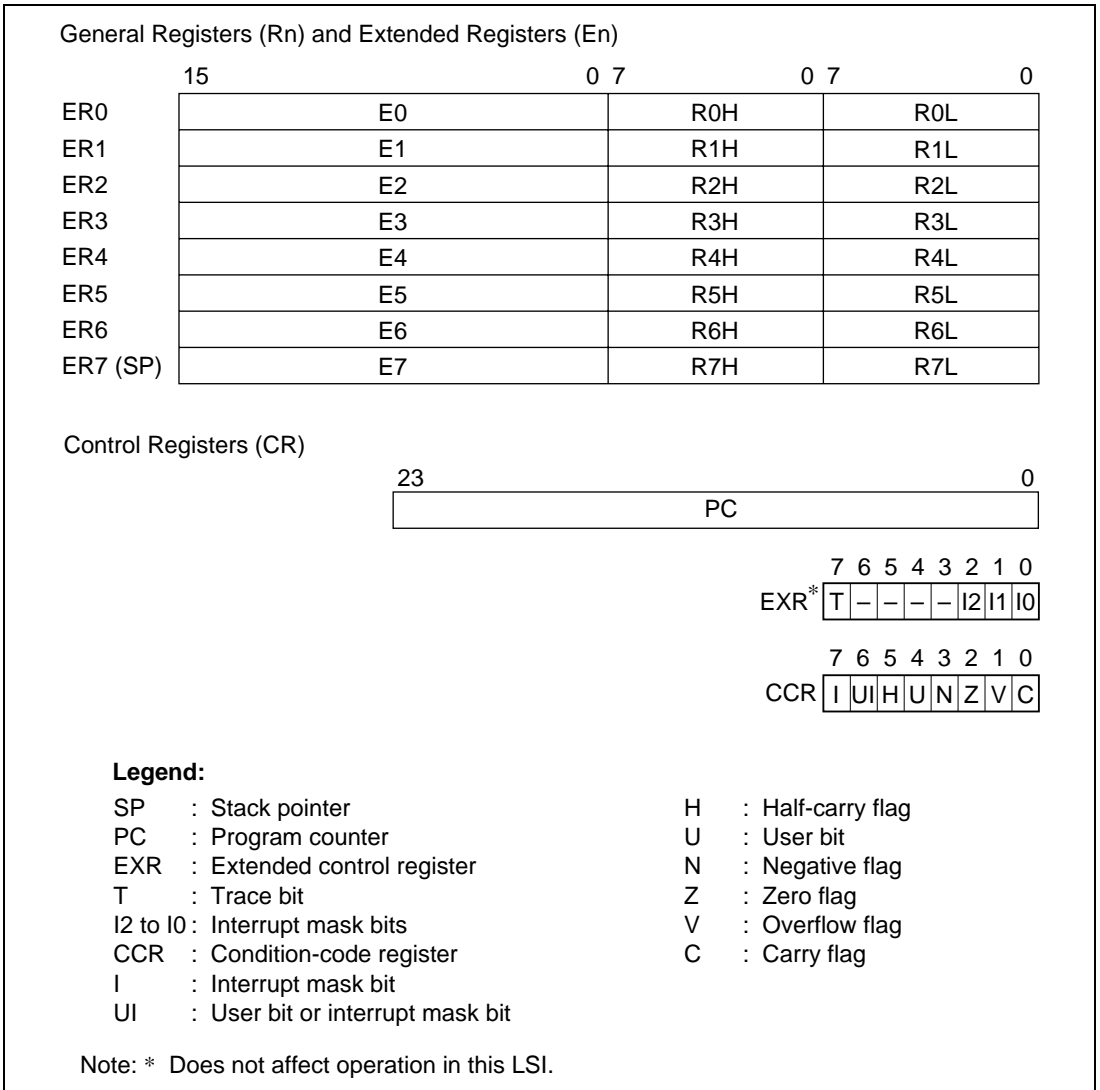 General Registers (Rn) and Extended Registers (En)
15 0 7 0 7 0
ER0 E0 R0H R0L
ER1 E1 R1H R1L
ER2 E2 R2H R2L
ER3 E3 R3H R3L
ER4 E4 R4H R4L
ER5 E5 R5H R5L
ER6 E6 R6H R6L
ER7 (SP) E7 R7H R7L
Control Registers (CR)
23 0
PC
7 6 5 4 3 2 1 0
EXR* T – – – – I2 I1 I0
7 6 5 4 3 2 1 0
CCR I UI H U N Z V C
Legend:
SP : Stack pointer
PC : Program counter
EXR : Extended control register
T : Trace bit
I2 to I0 : Interrupt mask bits
CCR : Condition-code register
I : Interrupt mask bit
UI : User bit or interrupt mask bit
H : Half-carry flag
U : User bit
N : Negative flag
Z : Zero flag
V : Overflow flag
C : Carry flag
Note: * Does not affect operation in this LSI.